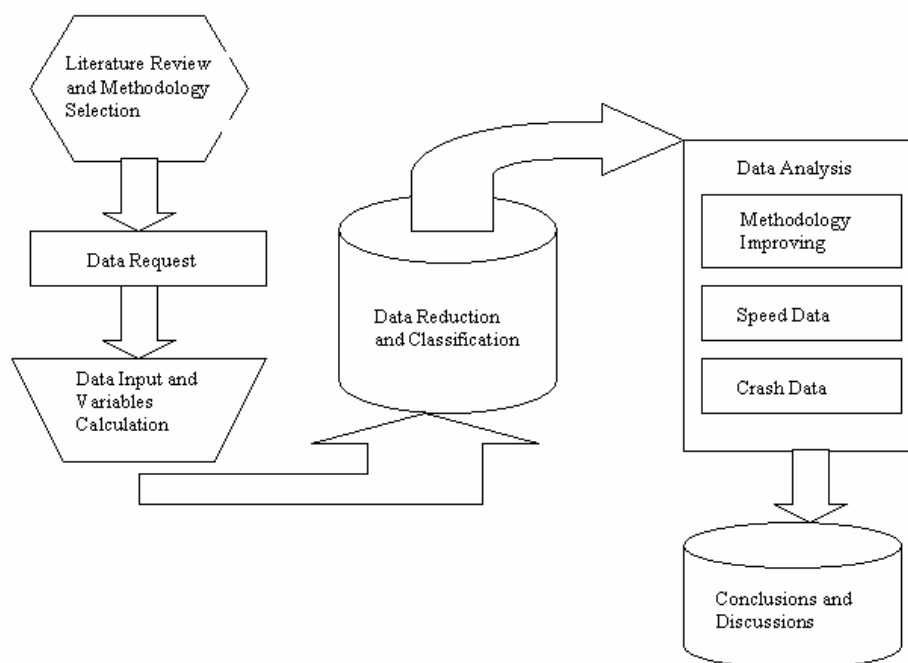 Literature Review
and Methodology
Selection
Data Request
Data Input and
Variables
Calculation
Data Reduction
and Classification
Data Analysis
Methodology
Improving
Speed Data
Crash Data
Conclusions and
Discussions